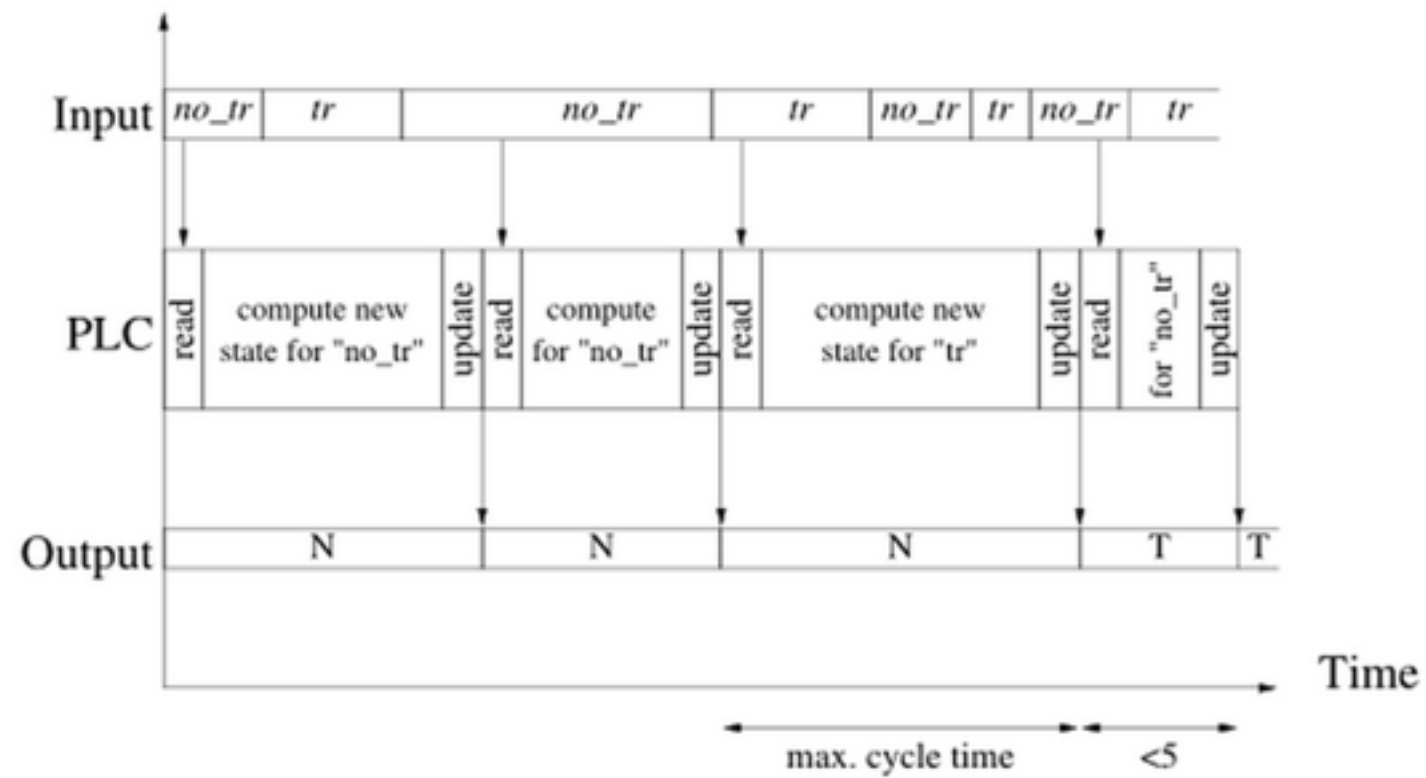 Input
no_tr tr no_tr tr no_tr tr no_tr tr
PLC
read
compute new
state for "no_tr"
update
read
compute
for "no_tr"
update
read
compute new
state for "tr"
update
read
for "no_tr"
update
Output
N N N T T
Time
max. cycle time <5